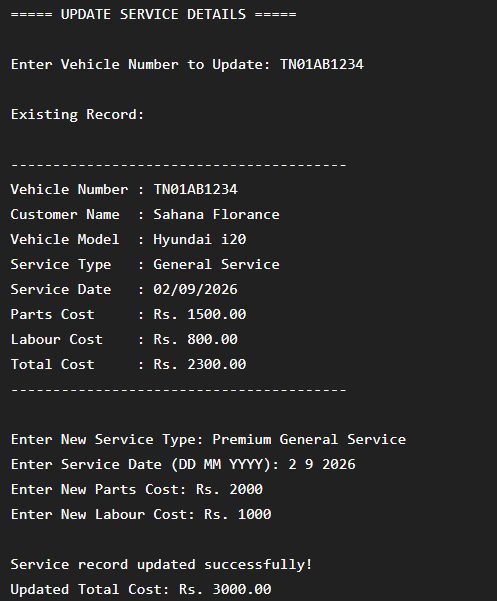 ===== UPDATE SERVICE DETAILS =====
Enter Vehicle Number to Update: TN01AB1234
Existing Record:
----------------------------------------
Vehicle Number : TN01AB1234
Customer Name  : Sahana Florance
Vehicle Model  : Hyundai i20
Service Type   : General Service
Service Date   : 02/09/2026
Parts Cost     : Rs. 1500.00
Labour Cost    : Rs. 800.00
Total Cost     : Rs. 2300.00
----------------------------------------
Enter New Service Type: Premium General Service
Enter Service Date (DD MM YYYY): 2 9 2026
Enter New Parts Cost: Rs. 2000
Enter New Labour Cost: Rs. 1000
Service record updated successfully!
Updated Total Cost: Rs. 3000.00